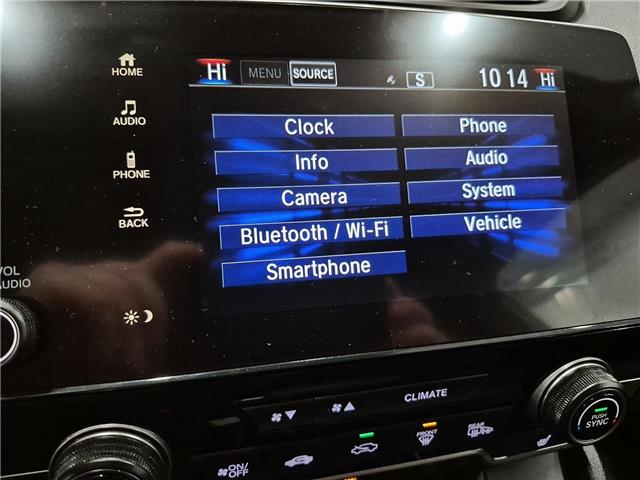 HOME
AUDIO
PHONE
BACK
VOL
AUDIO
Hi MENU SOURCE S 10 14 Hi
Clock Phone
Info Audio
Camera System
Bluetooth / Wi-Fi Vehicle
Smartphone
CLIMATE
PUSH
SYNC
ON/
OFF
FRONT
REAR